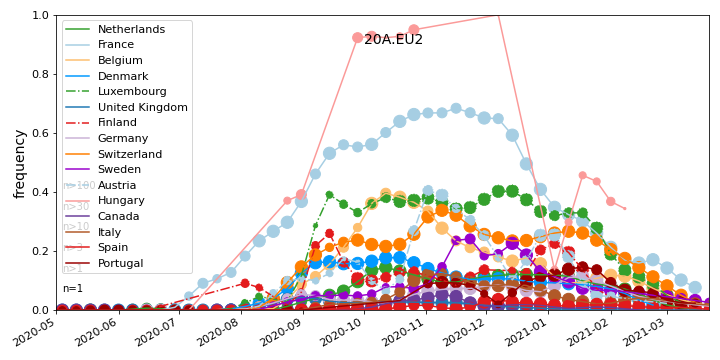 20A.EU2
frequency
1.0
0.8
0.6
0.4
0.2
0.0
Netherlands
France
Belgium
Denmark
Luxembourg
United Kingdom
Finland
Germany
Switzerland
Sweden
Austria
Hungary
Canada
Italy
Spain
Portugal
n>100
n>30
n>10
n>3
n>1
n=1
2020-05
2020-06
2020-07
2020-08
2020-09
2020-10
2020-11
2020-12
2021-01
2021-02
2021-03